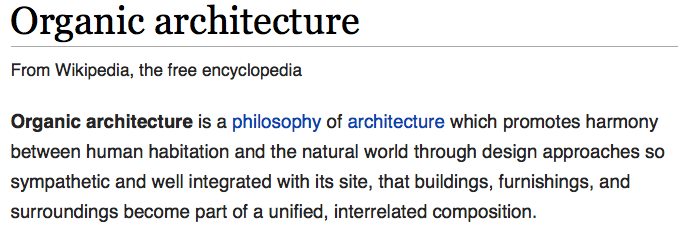 Organic architecture
From Wikipedia, the free encyclopedia
Organic architecture is a philosophy of architecture which promotes harmony
between human habitation and the natural world through design approaches so
sympathetic and well integrated with its site, that buildings, furnishings, and
surroundings become part of a unified, interrelated composition.